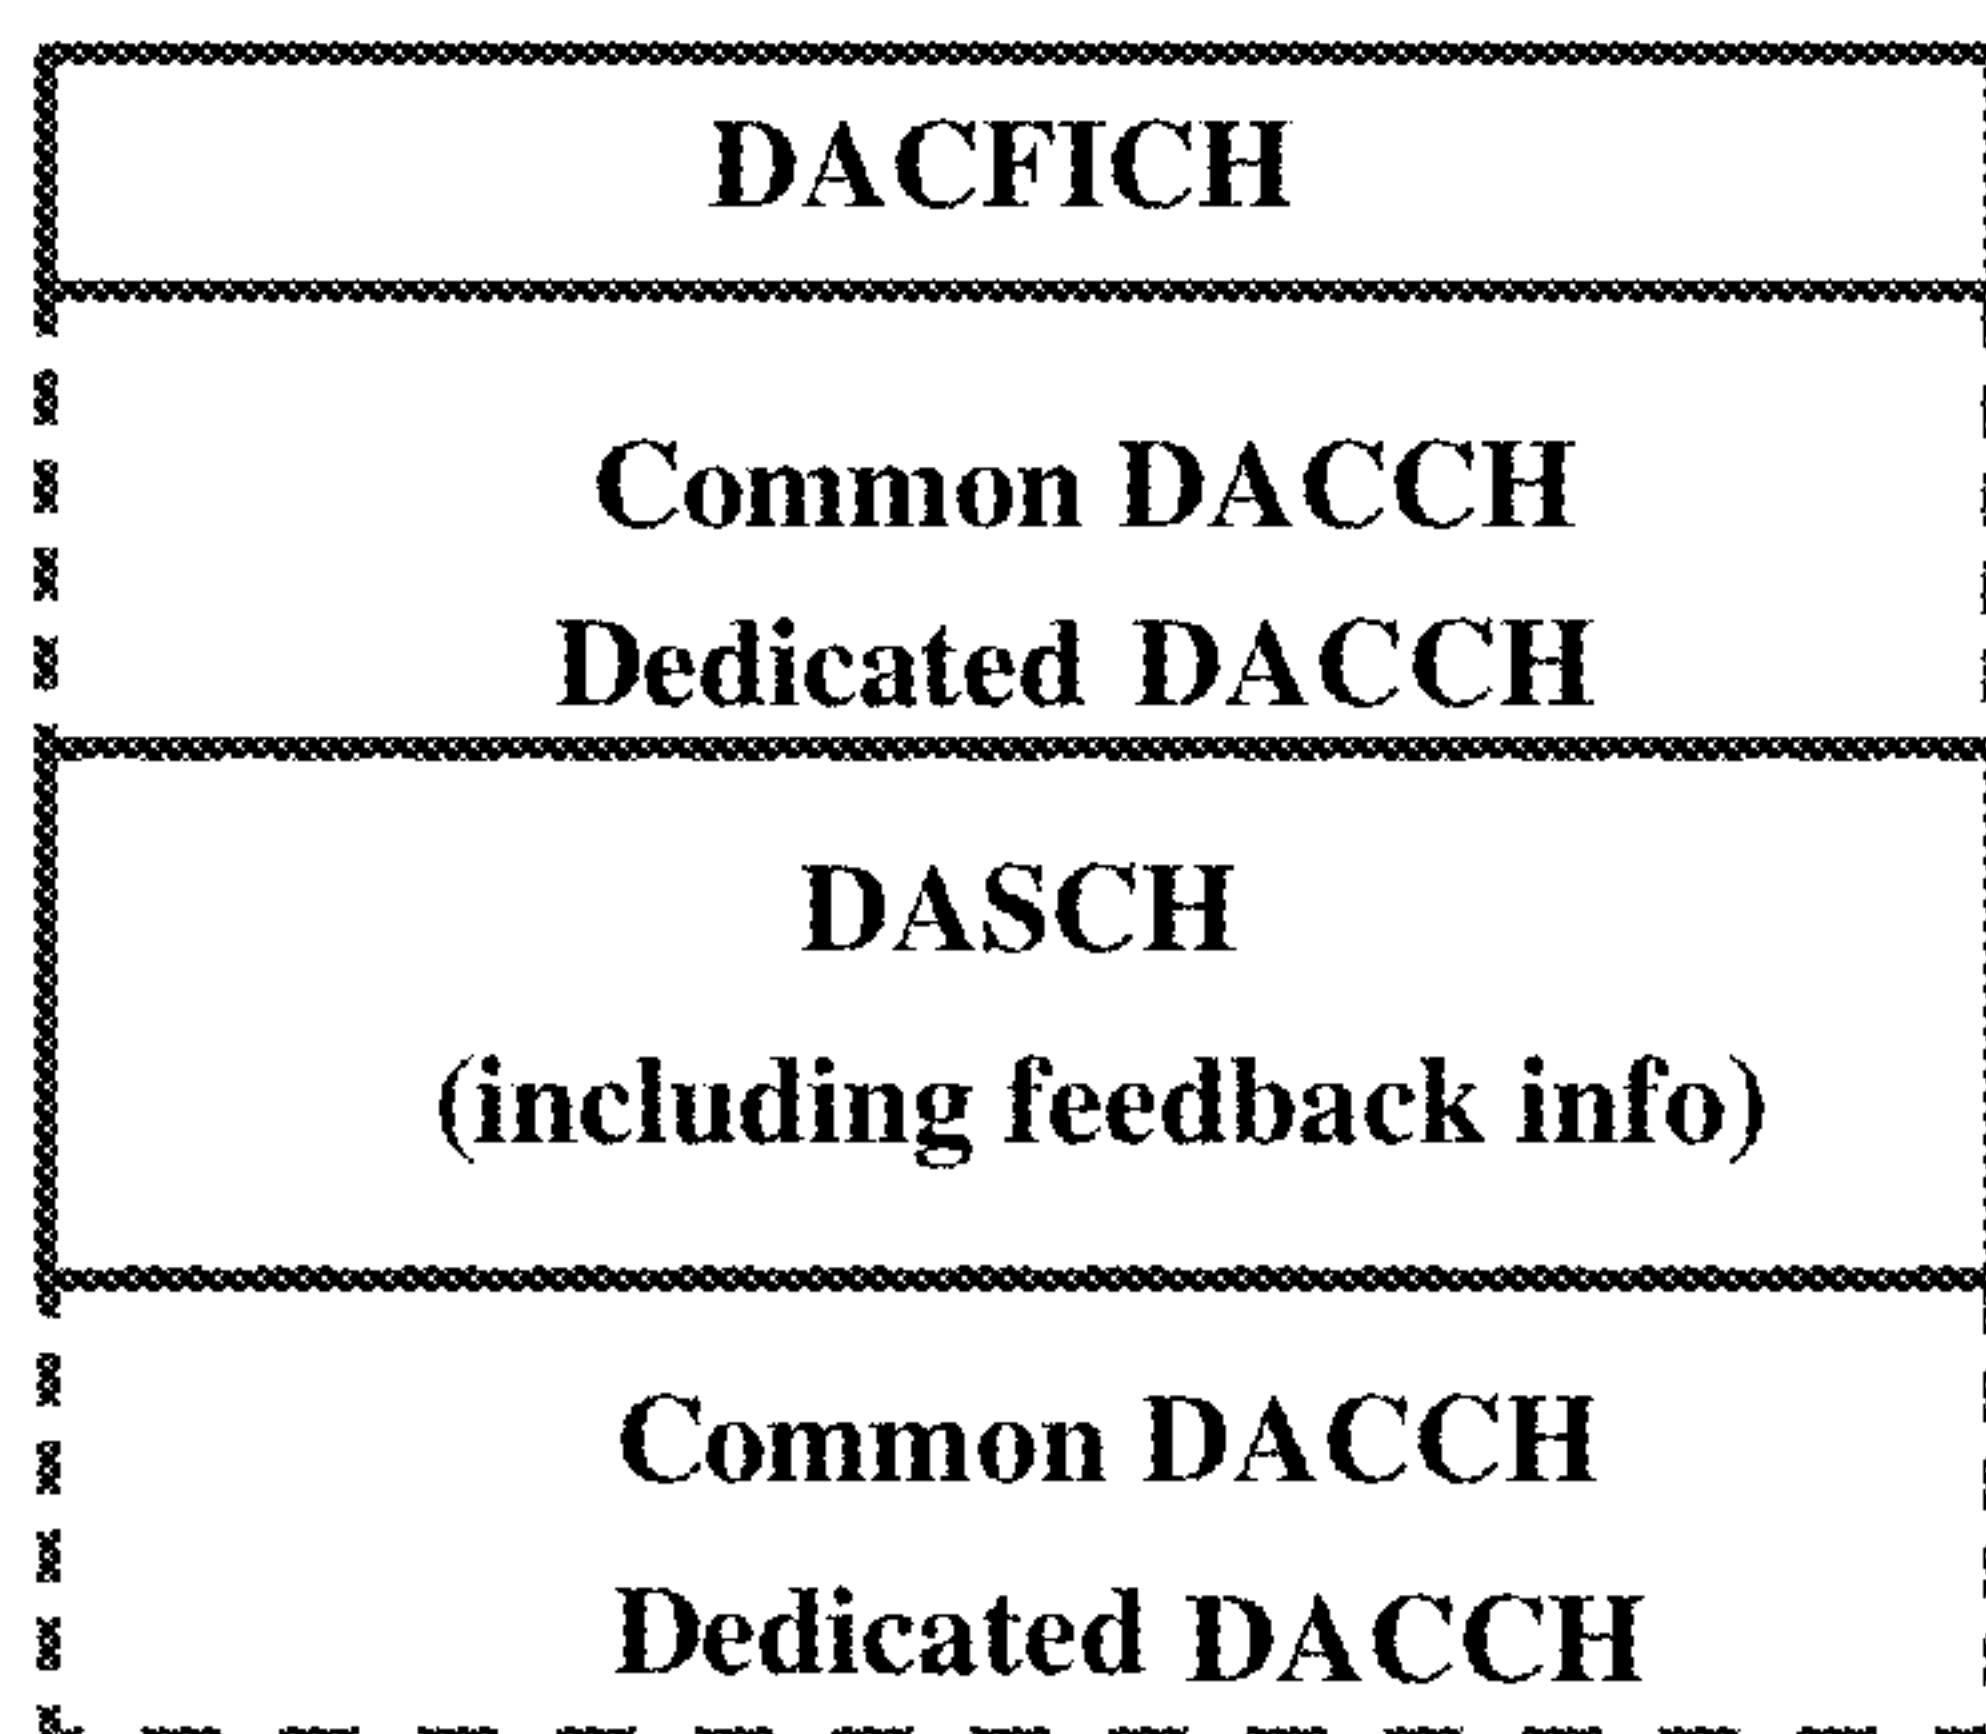 DACFICH
Common DACCH
Dedicated DACCH
DASCH
(including feedback info)
Common DACCH
Dedicated DACCH